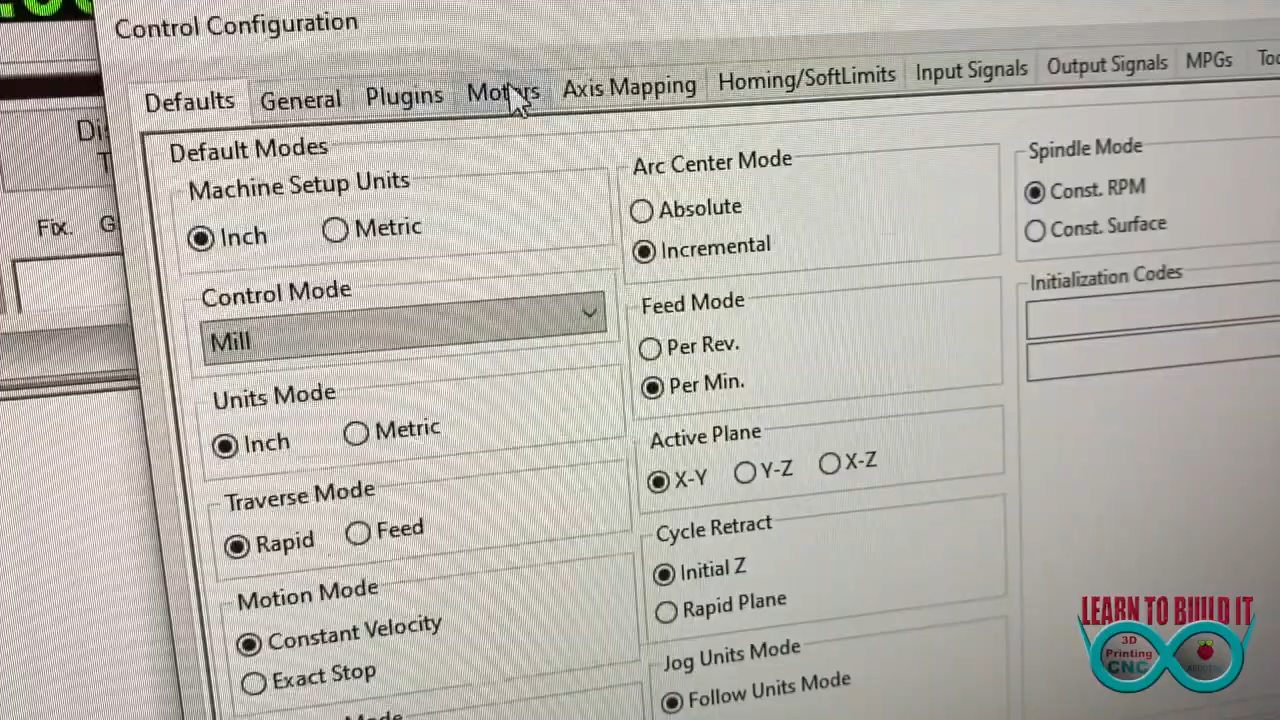 Control Configuration
Defaults General Plugins Motors Axis Mapping Homing/SoftLimits Input Signals Output Signals MPGs
Default Modes
Machine Setup Units
Inch Metric
Control Mode
Mill
Units Mode
Inch Metric
Traverse Mode
Rapid Feed
Motion Mode
Constant Velocity
Exact Stop
Arc Center Mode
Absolute
Incremental
Feed Mode
Per Rev.
Per Min.
Active Plane
X-Y Y-Z X-Z
Cycle Retract
Initial Z
Rapid Plane
Jog Units Mode
Follow Units Mode
Spindle Mode
Const. RPM
Const. Surface
Initialization Codes
Fix.
LEARN TO BUILD IT
3D
Printing
CNC